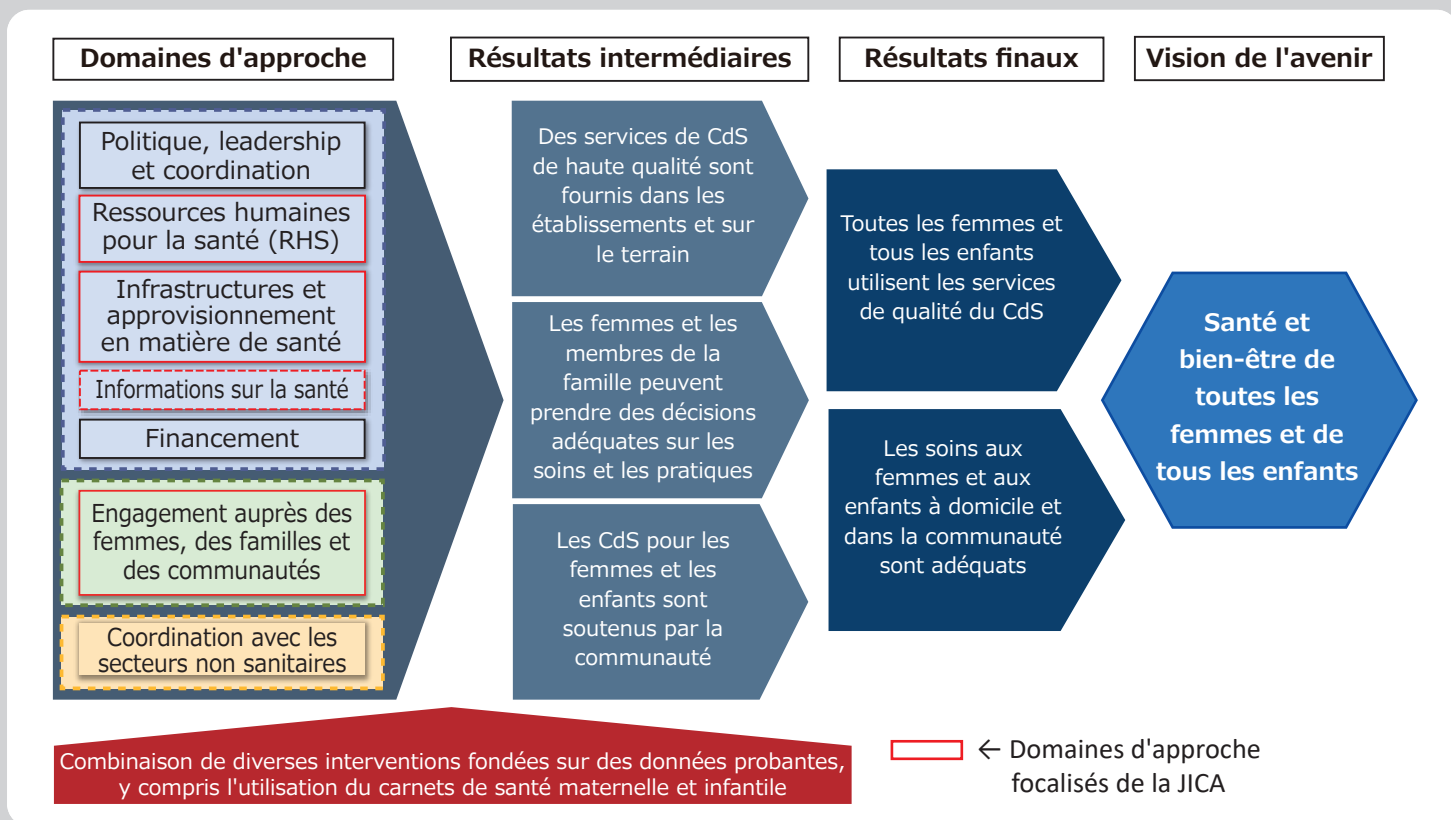 Domaines d'approche
Politique, leadership
et coordination
Ressources humaines
pour la santé (RHS)
Infrastructures et
approvisionnement
en matière de santé
Informations sur la santé
Financement
Engagement auprès des
femmes, des familles et
des communautés
Coordination avec les
secteurs non sanitaires
Résultats intermédiaires
Des services de CdS
de haute qualité sont
fournis dans les
établissements et sur
le terrain
Les femmes et les
membres de la
famille peuvent
prendre des décisions
adéquates sur les
soins et les pratiques
Les CdS pour les
femmes et les
enfants sont
soutenus par la
communauté
Résultats finaux
Toutes les femmes et
tous les enfants
utilisent les services
de qualité du CdS
Les soins aux
femmes et aux
enfants à domicile et
dans la communauté
sont adéquats
Vision de l'avenir
Santé et
bien-être de
toutes les
femmes et de
tous les enfants
Combinaison de diverses interventions fondées sur des données probantes,
y compris l'utilisation du carnets de santé maternelle et infantile
← Domaines d'approche
focalisés de la JICA